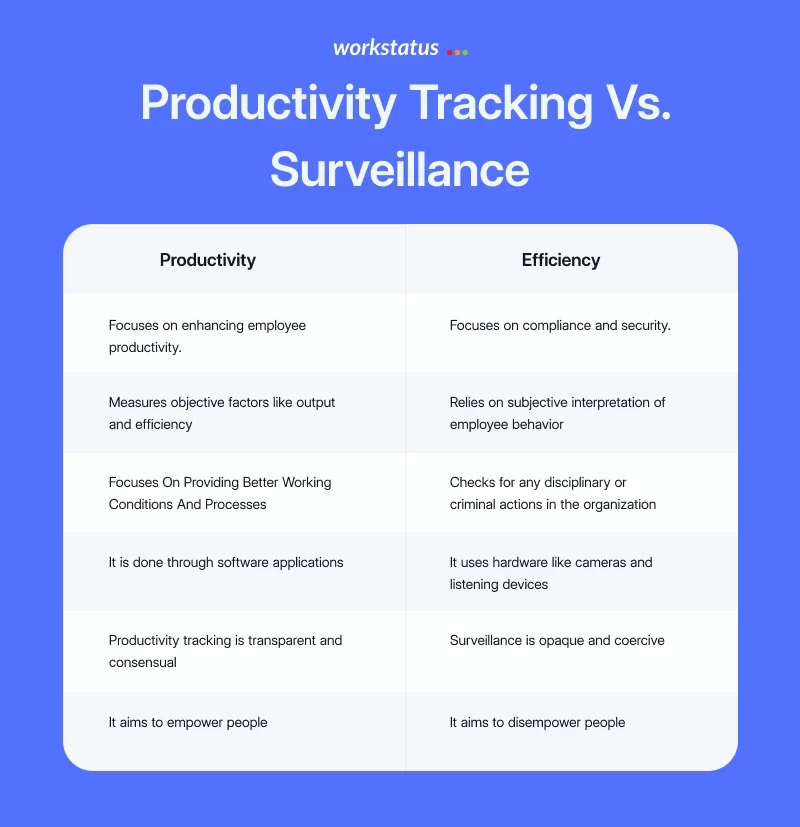 workstatus
Productivity Tracking Vs.
Surveillance
Productivity
Efficiency
Focuses on enhancing employee
productivity.
Focuses on compliance and security.
Measures objective factors like output
and efficiency
Relies on subjective interpretation of
employee behavior
Focuses On Providing Better Working
Conditions And Processes
Checks for any disciplinary or
criminal actions in the organization
It is done through software applications
It uses hardware like cameras and
listening devices
Productivity tracking is transparent and
consensual
Surveillance is opaque and coercive
It aims to empower people
It aims to disempower people